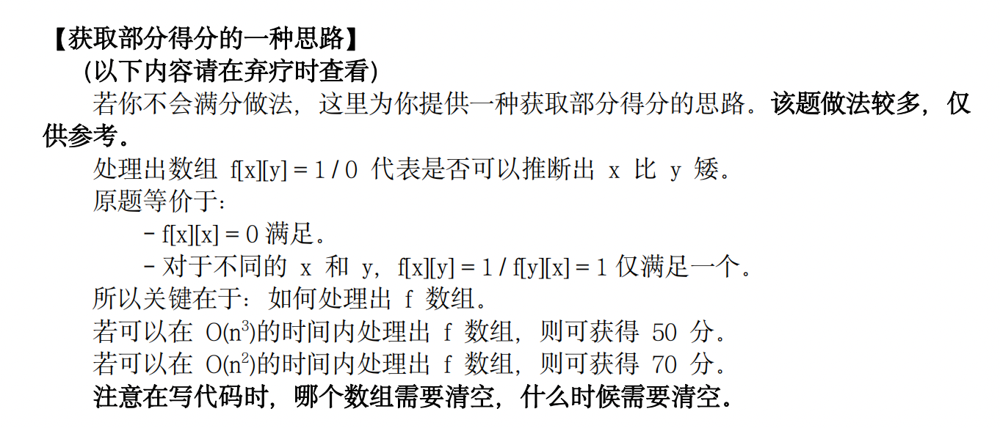 【获取部分得分的一种思路】
（以下内容请在弃疗时查看）
若你不会满分做法，这里为你提供一种获取部分得分的思路。该题做法较多，仅
供参考。
处理出数组 f[x][y] = 1 / 0 代表是否可以推断出 x 比 y 矮。
原题等价于：
- f[x][x] = 0 满足。
- 对于不同的 x 和 y，f[x][y] = 1 / f[y][x] = 1 仅满足一个。
所以关键在于：如何处理出 f 数组。
若可以在 O(n³)的时间内处理出 f 数组，则可获得 50 分。
若可以在 O(n²)的时间内处理出 f 数组，则可获得 70 分。
注意在写代码时，哪个数组需要清空，什么时候需要清空。